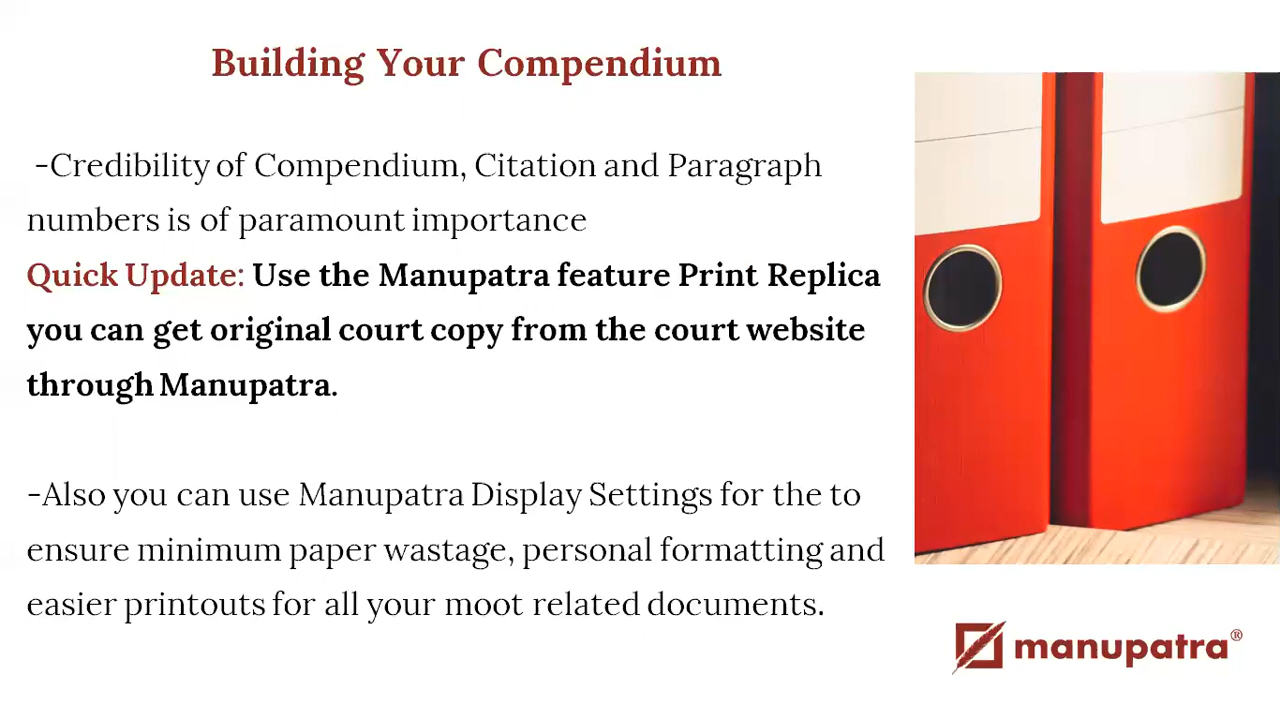 Building Your Compendium
-Credibility of Compendium, Citation and Paragraph
numbers is of paramount importance
Quick Update: Use the Manupatra feature Print Replica
you can get original court copy from the court website
through Manupatra.
-Also you can use Manupatra Display Settings for the to
ensure minimum paper wastage, personal formatting and
easier printouts for all your moot related documents.
manupatra®